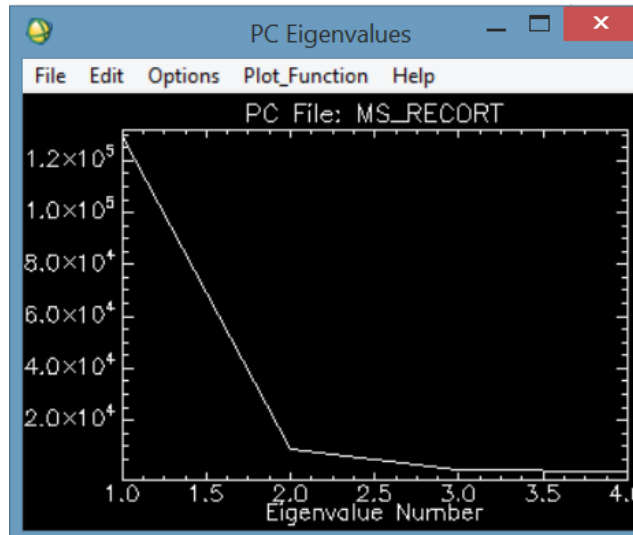 PC Eigenvalues
File Edit Options Plot_Function Help
PC File: MS_RECORT
1.2×10⁵
1.0×10⁵
8.0×10⁴
6.0×10⁴
4.0×10⁴
2.0×10⁴
1.0 1.5 2.0 2.5 3.0 3.5 4.
Eigenvalue Number